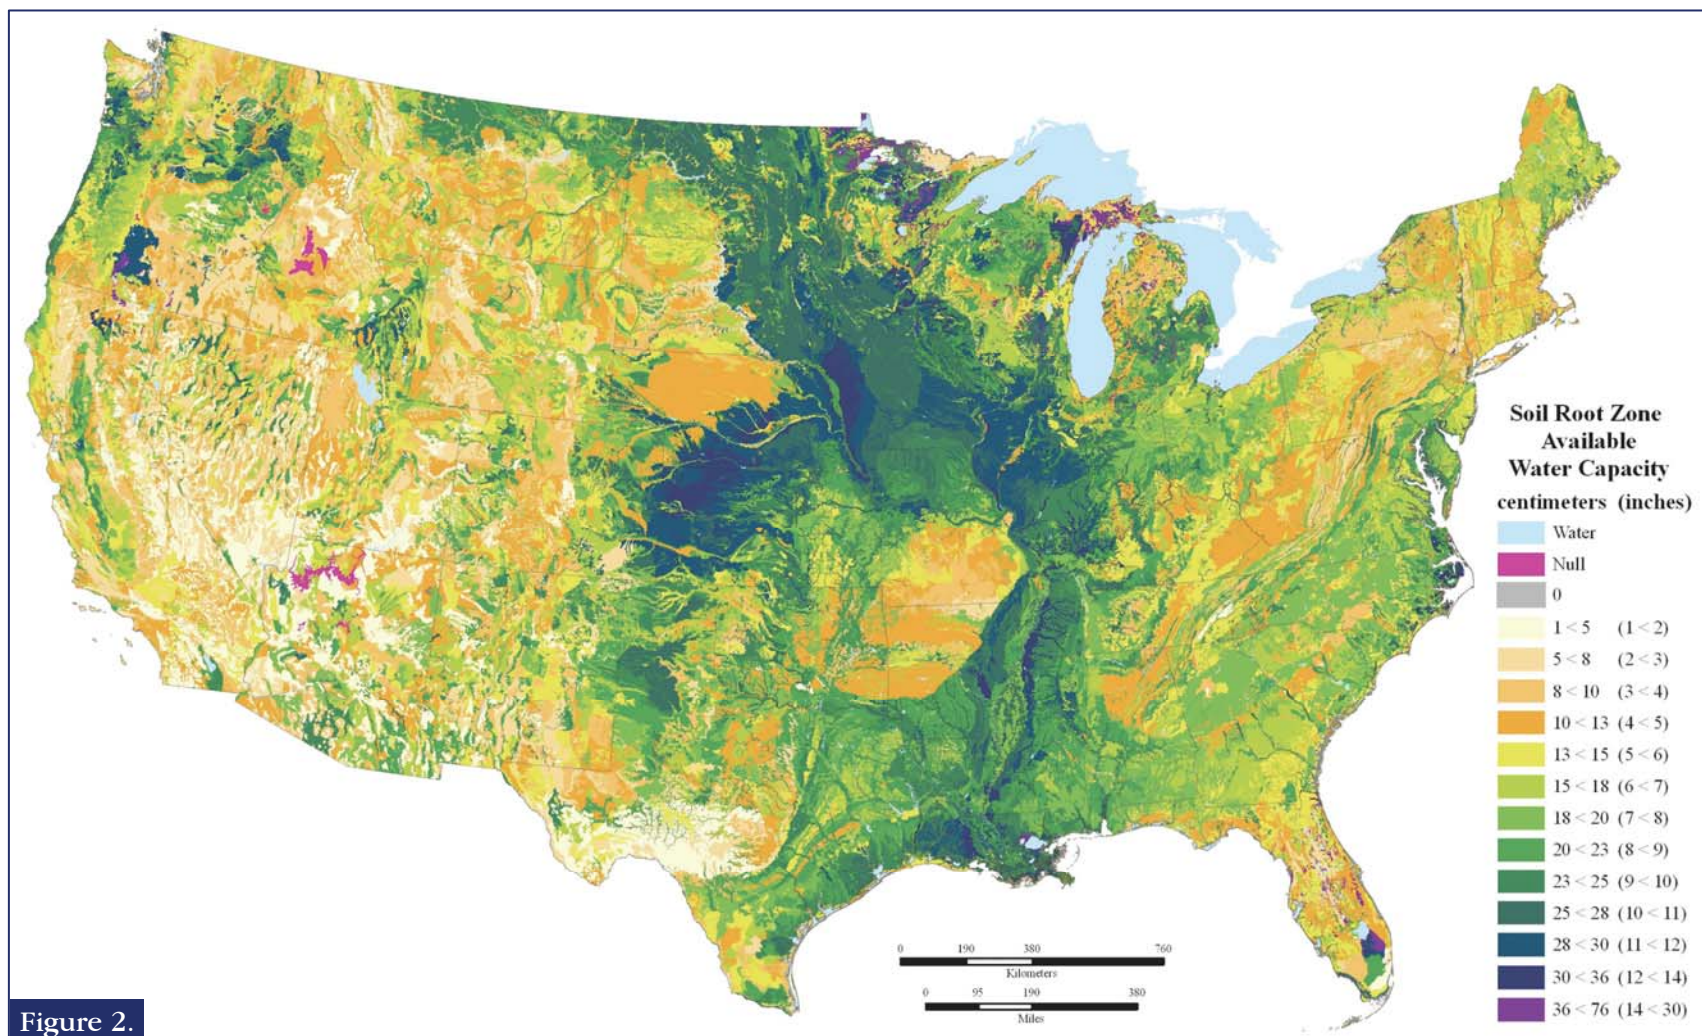 Soil Root Zone
Available
Water Capacity
centimeters (inches)
Water
Null
0
1 < 5 (1 < 2)
5 < 8 (2 < 3)
8 < 10 (3 < 4)
10 < 13 (4 < 5)
13 < 15 (5 < 6)
15 < 18 (6 < 7)
18 < 20 (7 < 8)
20 < 23 (8 < 9)
23 < 25 (9 < 10)
25 < 28 (10 < 11)
28 < 30 (11 < 12)
30 < 36 (12 < 14)
36 < 76 (14 < 30)
0 190 380 760
Kilometers
0 95 190 380
Miles
Figure 2.